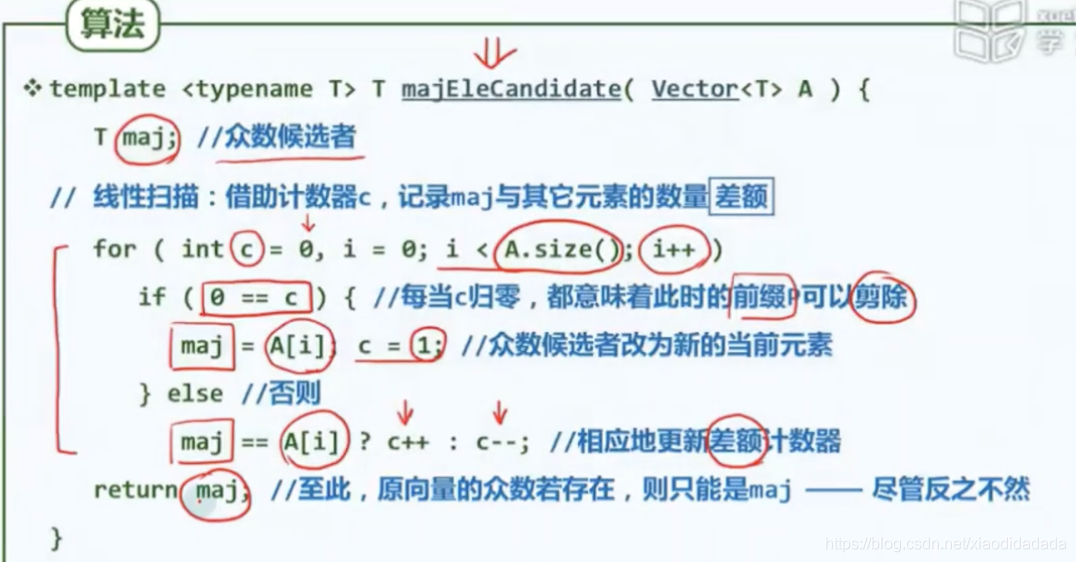 算法
xue
学
❖ template <typename T> T majEleCandidate( Vector<T> A ) {
T maj; //众数候选者
// 线性扫描：借助计数器c，记录maj与其它元素的数量差额
for ( int c = 0, i = 0; i < A.size(); i++ )
if ( 0 == c ) { //每当c归零，都意味着此时的前缀P可以剪除
maj = A[i]; c = 1; //众数候选者改为新的当前元素
} else //否则
maj == A[i] ? c++ : c--; //相应地更新差额计数器
return maj; //至此，原向量的众数若存在，则只能是maj —— 尽管反之不然
}
https://blog.csdn.net/xiaodidadada